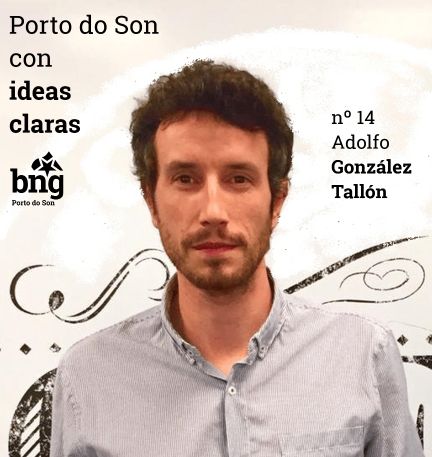 Porto do Son
con
ideas
claras
bng
Porto do Son
nº 14
Adolfo
González
Tallón